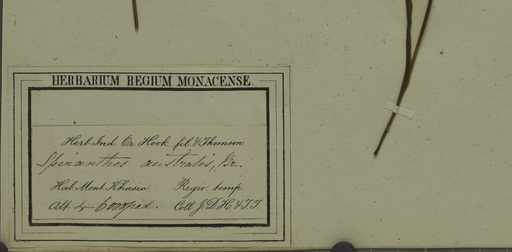 HERBARIUM REGIUM MONACENSE.
Herb. Ind. Or. Hook. fil. & Thomson
Spiranthes australis, Br.
Hab. Mont. Khasia Regio temp.
Alt. 4-6000 ped. Coll. J.D.H. & T.T.